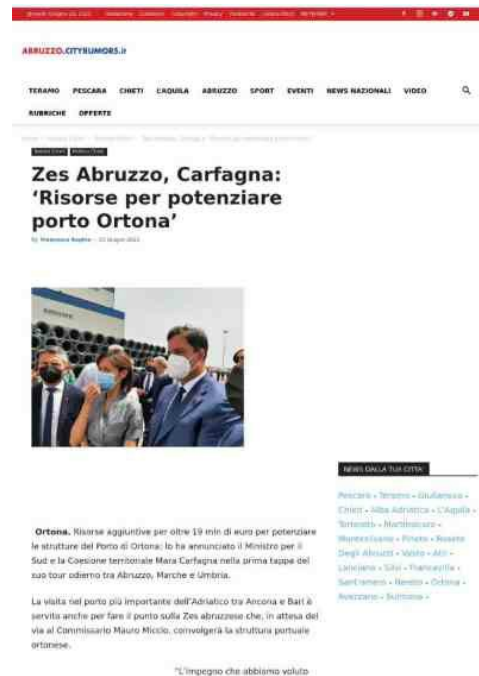 ABRUZZO.CITYRUMORS.it
TERAMO PESCARA CHIETI L'AQUILA ABRUZZO SPORT EVENTI NEWS NAZIONALI VIDEO
RUBRICHE OFFERTE
Zes Abruzzo, Carfagna:
'Risorse per potenziare
porto Ortona'
NEWS DALLA TUA CITTA'
Pescara • Teramo • Giulianova •
Chieti • Alba Adriatica • L'Aquila •
Tortoreto • Martinsicuro •
Montesilvano • Pineto • Roseto
Degli Abruzzi • Vasto • Atri •
Lanciano • Silvi • Francavilla •
Sant'omero • Nereto • Ortona •
Avezzano • Sulmona •
Ortona. Risorse aggiuntive per oltre 19 mln di euro per potenziare
le strutture del Porto di Ortona: lo ha annunciato il Ministro per il
Sud e la Coesione territoriale Mara Carfagna nella prima tappa del
suo tour odierno tra Abruzzo, Marche e Umbria.
La visita nel porto più importante dell'Adriatico tra Ancona e Bari è
servita anche per fare il punto sulla Zes abruzzese che, in attesa del
via al Commissario Mauro Miccio, coinvolgerà la struttura portuale
ortonese.
"L'impegno che abbiamo voluto